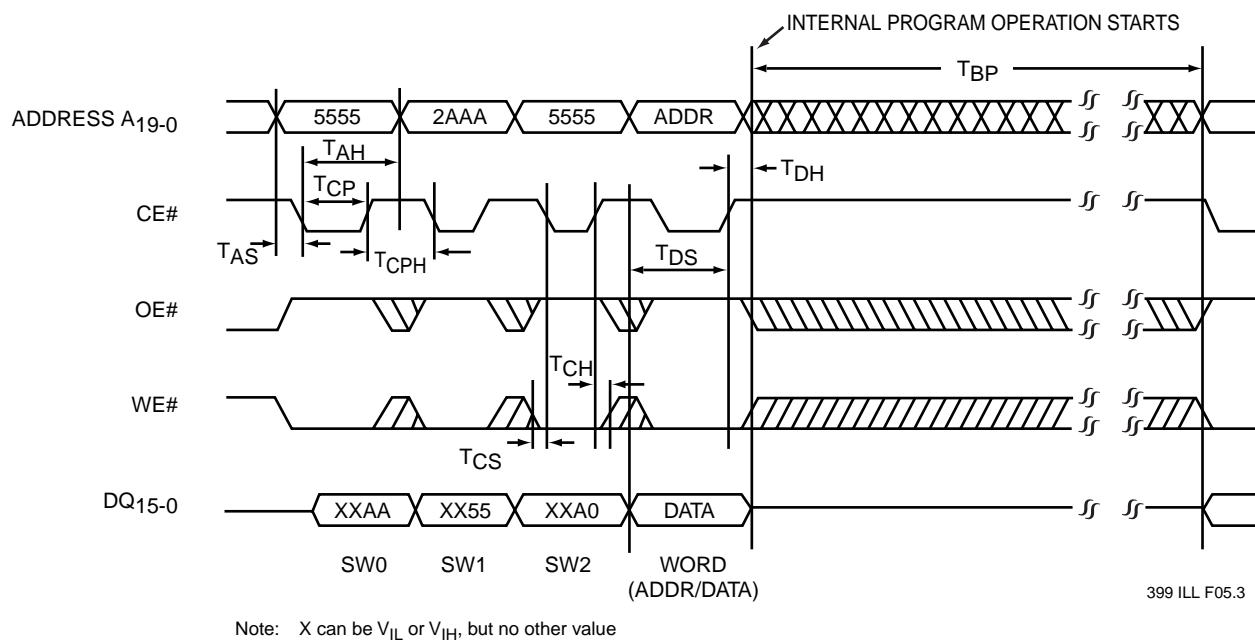 INTERNAL PROGRAM OPERATION STARTS
TBP
ADDRESS A19-0
5555
2AAA
5555
ADDR
TAH
TDH
TCP
CE#
TAS
TCPH
TDS
OE#
TCH
WE#
TCS
DQ15-0
XXAA
XX55
XXA0
DATA
SW0
SW1
SW2
WORD
(ADDR/DATA)
399 ILL F05.3
Note: X can be VIL or VIH, but no other value